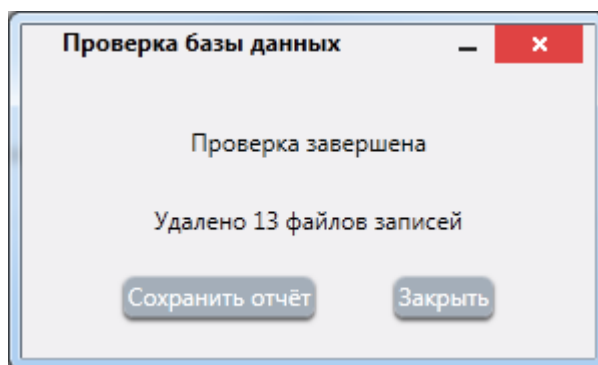 Проверка базы данных
Проверка завершена
Удалено 13 файлов записей
Сохранить отчёт
Закрыть